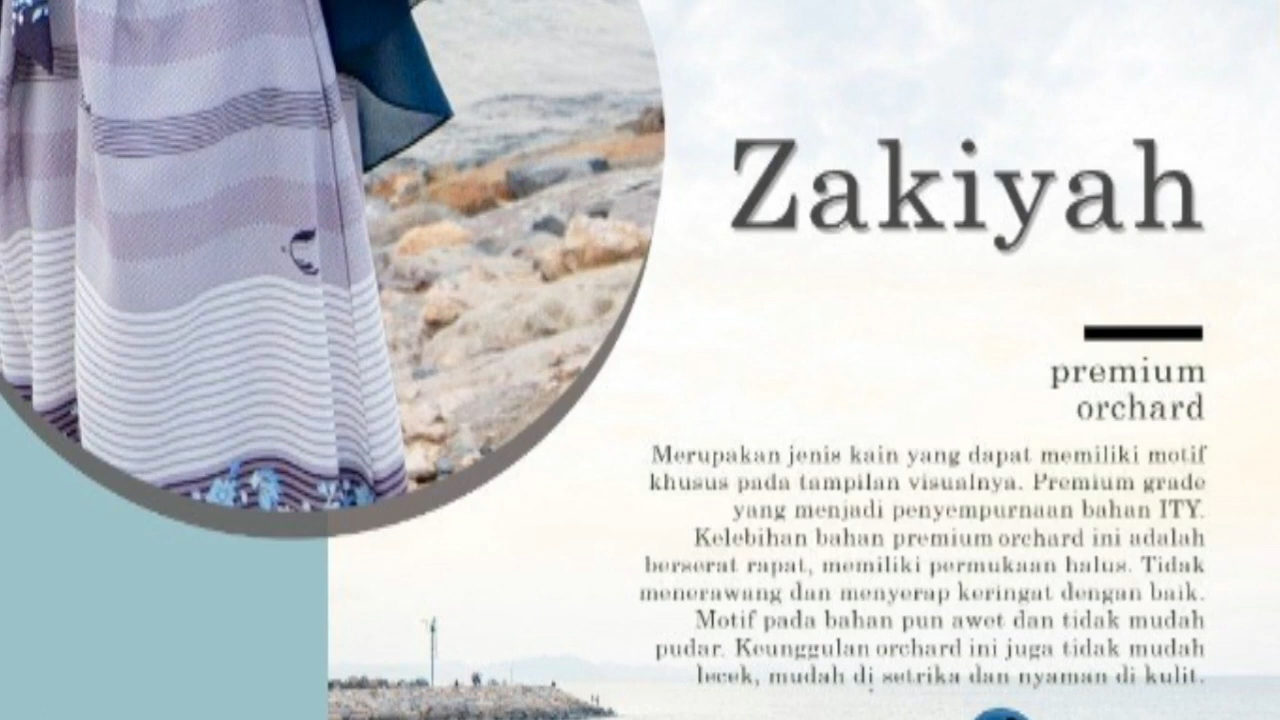 Zakiyah
premium
orchard
Merupakan jenis kain yang dapat memiliki motif
khusus pada tampilan visualnya. Premium grade
yang menjadi penyempurnaan bahan ITY.
Kelebihan bahan premium orchard ini adalah
berserat rapat, memiliki permukaan halus. Tidak
menerawang dan menyerap keringat dengan baik.
Motif pada bahan pun awet dan tidak mudah
pudar. Keunggulan orchard ini juga tidak mudah
lecek, mudah di setrika dan nyaman di kulit.